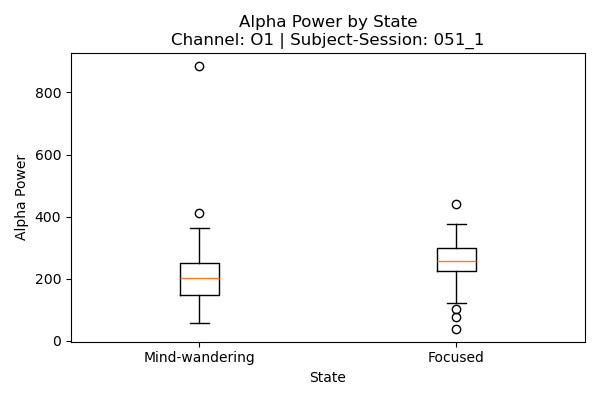 Alpha Power by State
Channel: O1 | Subject-Session: 051_1
Alpha Power
800
600
400
200
0
Mind-wandering Focused
State